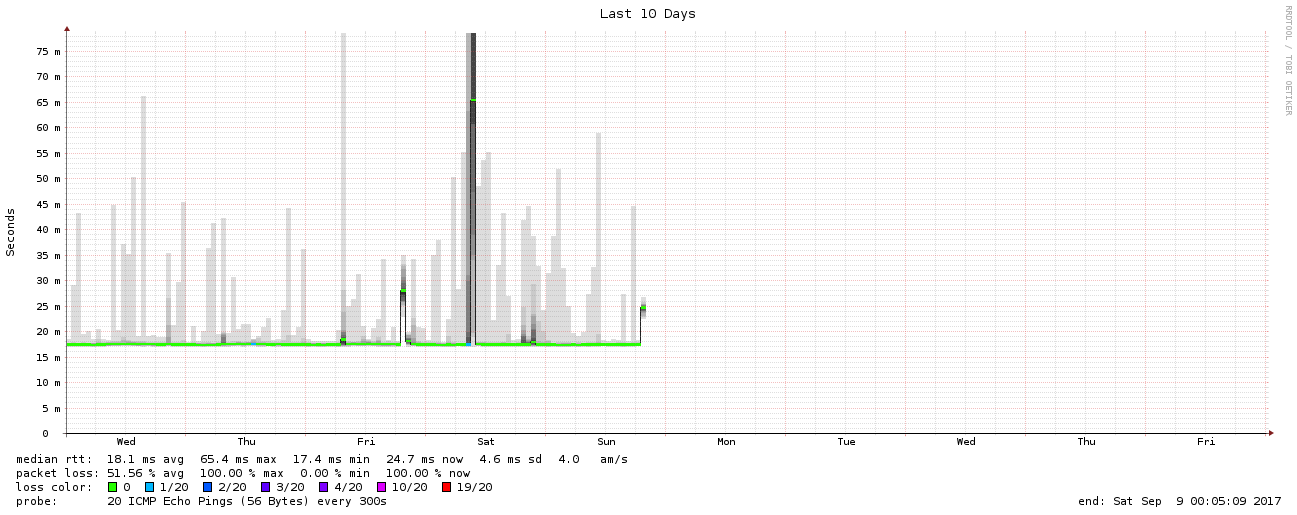 Last 10 Days
RRDTOOL / TOBI OETIKER
Seconds
75 m
70 m
65 m
60 m
55 m
50 m
45 m
40 m
35 m
30 m
25 m
20 m
15 m
10 m
5 m
0
Wed Thu Fri Sat Sun Mon Tue Wed Thu Fri
median rtt: 18.1 ms avg 65.4 ms max 17.4 ms min 24.7 ms now 4.6 ms sd 4.0 am/s
packet loss: 51.56 % avg 100.00 % max 0.00 % min 100.00 % now
loss color: 0 1/20 2/20 3/20 4/20 10/20 19/20
probe: 20 ICMP Echo Pings (56 Bytes) every 300s end: Sat Sep 9 00:05:09 2017